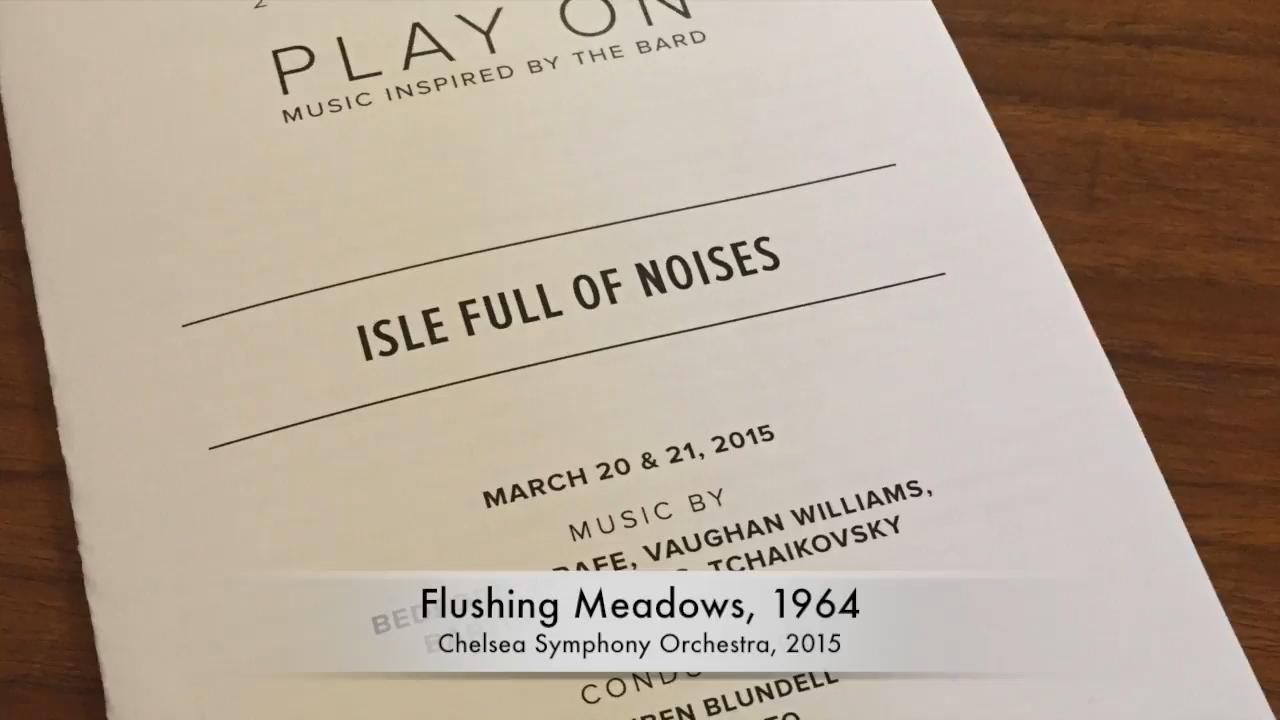 PLAY ON
MUSIC INSPIRED BY THE BARD
ISLE FULL OF NOISES
MARCH 20 & 21, 2015
MUSIC BY
VAUGHAN WILLIAMS,
TCHAIKOVSKY
Flushing Meadows, 1964
Chelsea Symphony Orchestra, 2015
BLUNDELL